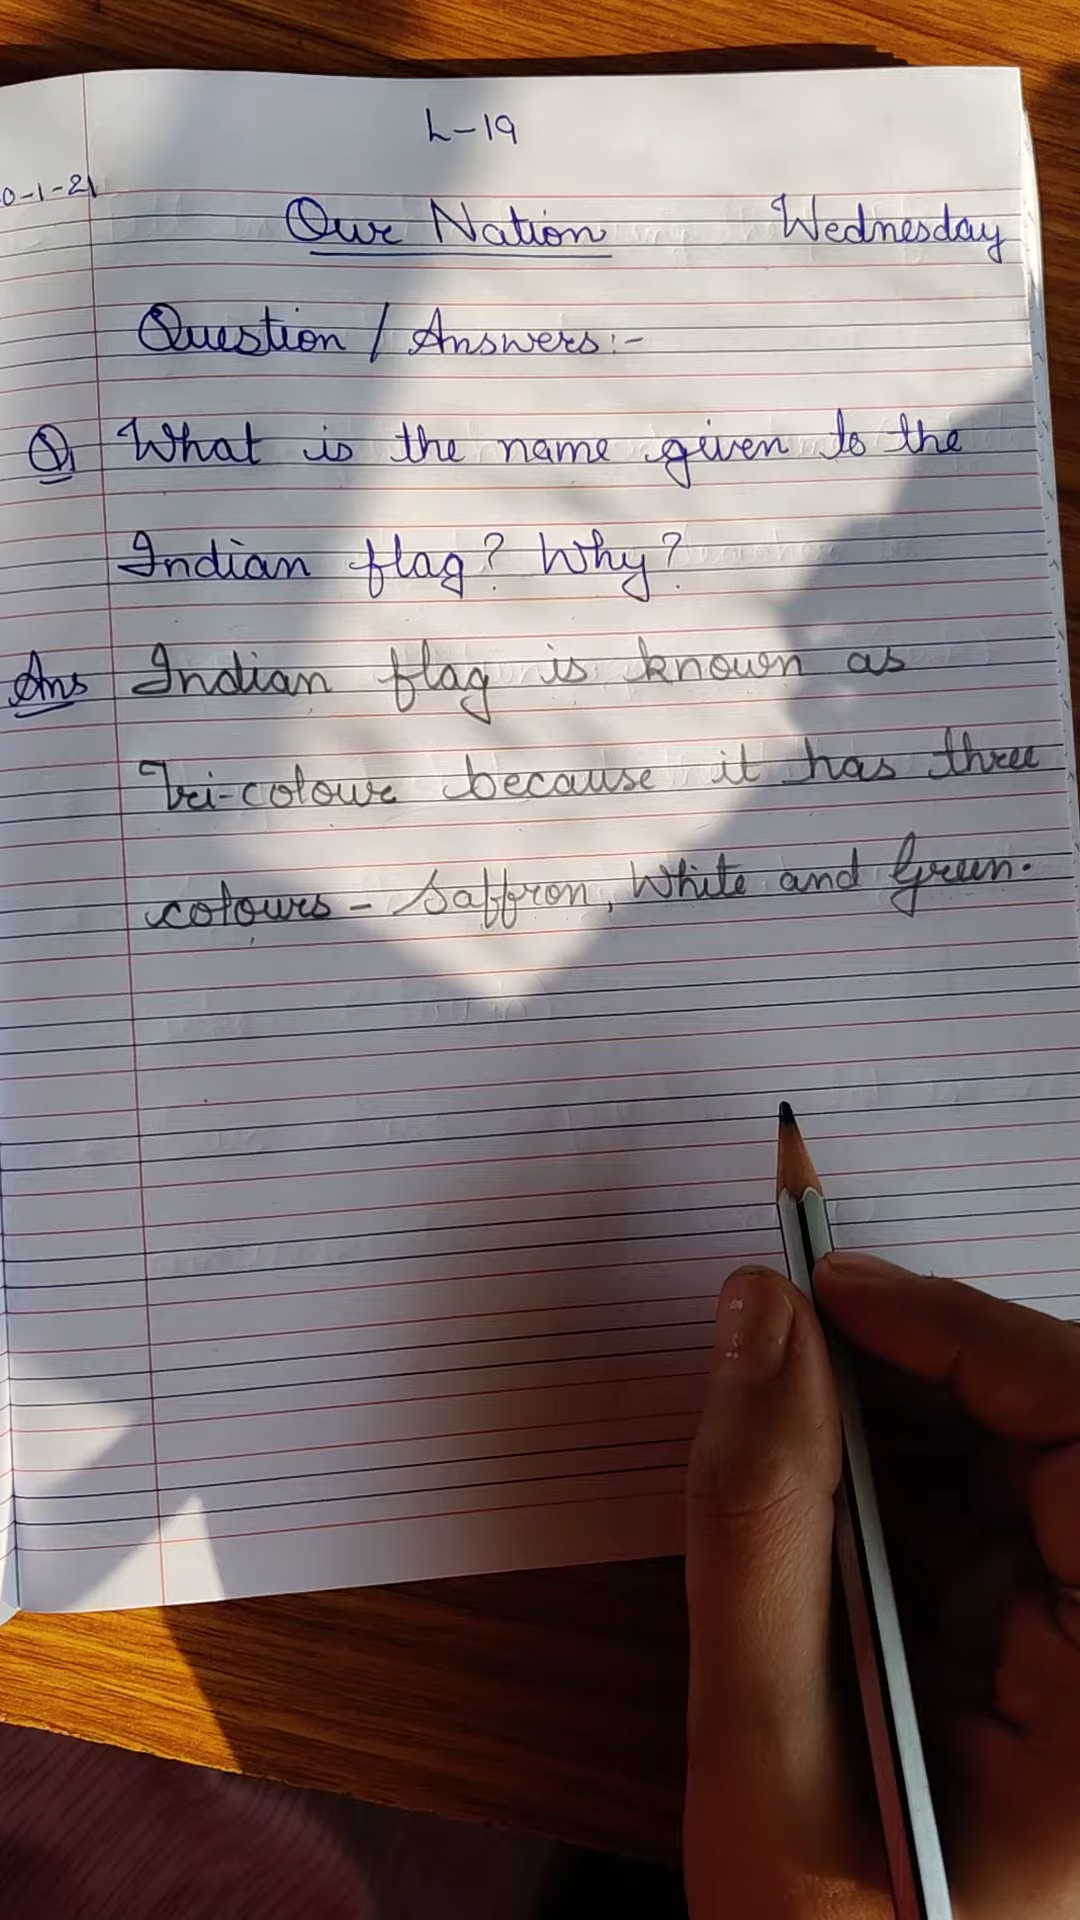 L-19
0-1-21
Our Nation Wednesday
Question / Answers:-
Q1 What is the name given to the
Indian flag? Why?
Ans Indian flag is known as
Tri-colour because it has three
colours - Saffron, White and Green.